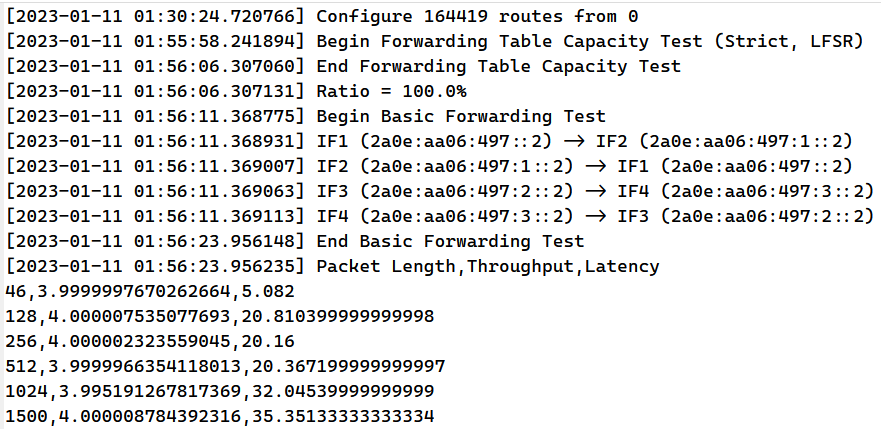 [2023-01-11 01:30:24.720766] Configure 164419 routes from 0
[2023-01-11 01:55:58.241894] Begin Forwarding Table Capacity Test (Strict, LFSR)
[2023-01-11 01:56:06.307060] End Forwarding Table Capacity Test
[2023-01-11 01:56:06.307131] Ratio = 100.0%
[2023-01-11 01:56:11.368775] Begin Basic Forwarding Test
[2023-01-11 01:56:11.368931] IF1 (2a0e:aa06:497::2) -> IF2 (2a0e:aa06:497:1::2)
[2023-01-11 01:56:11.369007] IF2 (2a0e:aa06:497:1::2) -> IF1 (2a0e:aa06:497::2)
[2023-01-11 01:56:11.369063] IF3 (2a0e:aa06:497:2::2) -> IF4 (2a0e:aa06:497:3::2)
[2023-01-11 01:56:11.369113] IF4 (2a0e:aa06:497:3::2) -> IF3 (2a0e:aa06:497:2::2)
[2023-01-11 01:56:23.956148] End Basic Forwarding Test
[2023-01-11 01:56:23.956235] Packet Length,Throughput,Latency
46,3.9999997670262664,5.082
128,4.000007535077693,20.810399999999998
256,4.000002323559045,20.16
512,3.9999966354118013,20.367199999999997
1024,3.995191267817369,32.04539999999999
1500,4.000008784392316,35.35133333333334